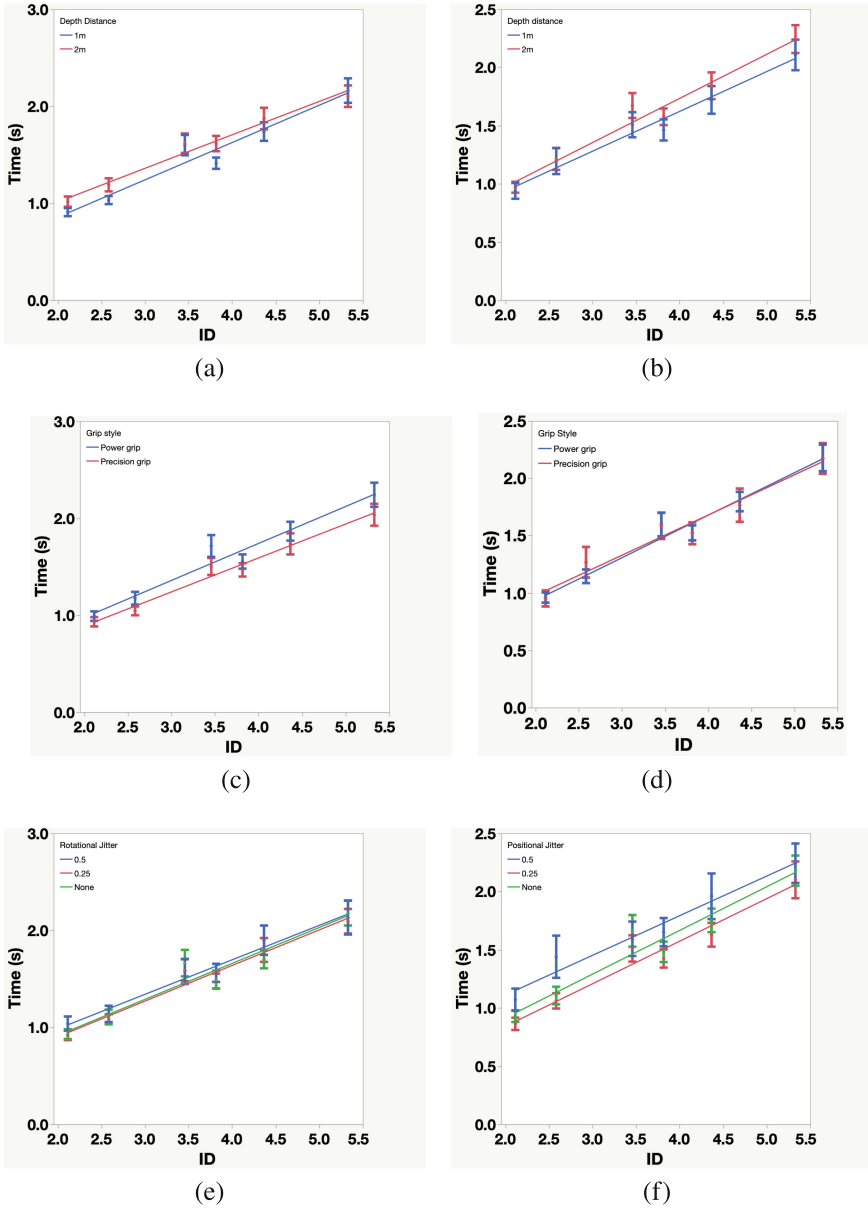 3.0
Depth Distance
1m
2m
2.0
Time (s)
1.0
0.0
2.0 2.5 3.0 3.5 4.0 4.5 5.0 5.5
ID
(a)
2.5
Depth distance
1m
2m
2.0
1.5
Time (s)
1.0
0.5
0.0
2.0 2.5 3.0 3.5 4.0 4.5 5.0 5.5
ID
(b)
3.0
Grip style
Power grip
Precision grip
2.0
Time (s)
1.0
0.0
2.0 2.5 3.0 3.5 4.0 4.5 5.0 5.5
ID
(c)
2.5
Grip Style
Power grip
Precision grip
2.0
1.5
Time (s)
1.0
0.5
0.0
2.0 2.5 3.0 3.5 4.0 4.5 5.0 5.5
ID
(d)
3.0
Rotational Jitter
0.5
0.25
None
2.0
Time (s)
1.0
0.0
2.0 2.5 3.0 3.5 4.0 4.5 5.0 5.5
ID
(e)
2.5
Positional Jitter
0.5
0.25
None
2.0
1.5
Time (s)
1.0
0.5
0.0
2.0 2.5 3.0 3.5 4.0 4.5 5.0 5.5
ID
(f)